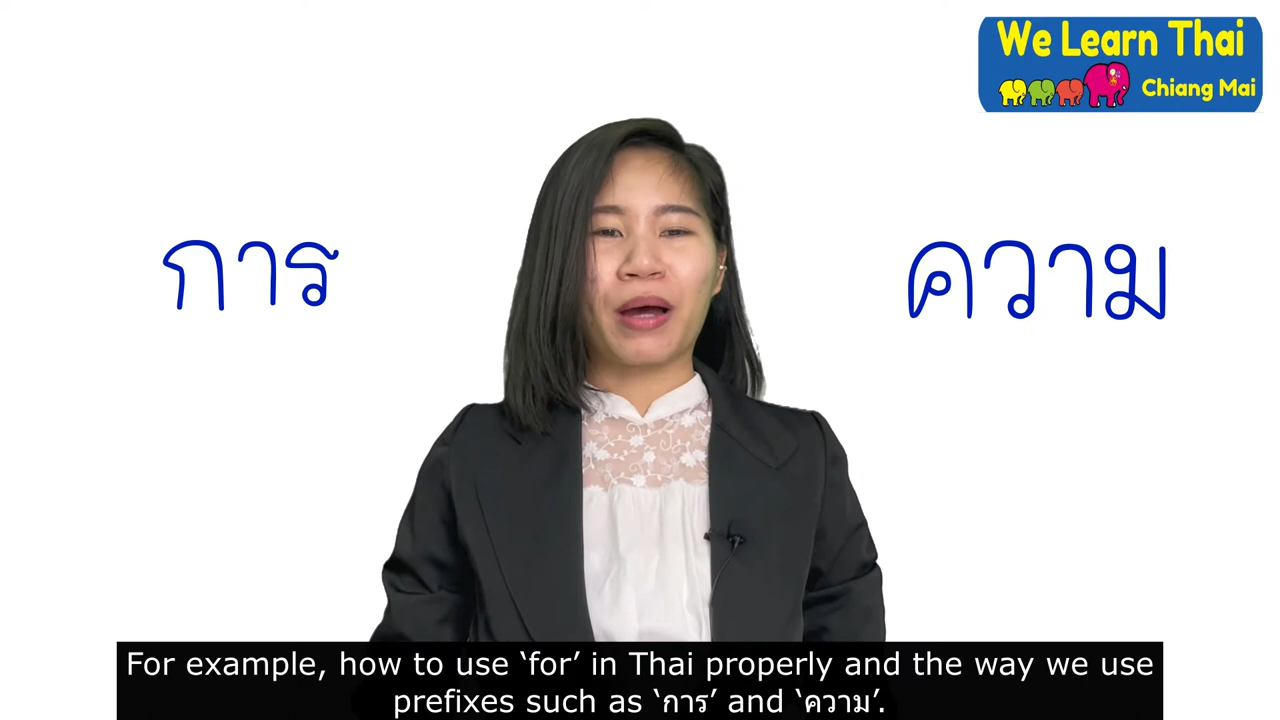 We Learn Thai
Chiang Mai
การ
ความ
For example, how to use ‘for’ in Thai properly and the way we use
prefixes such as ‘การ’ and ‘ความ’.